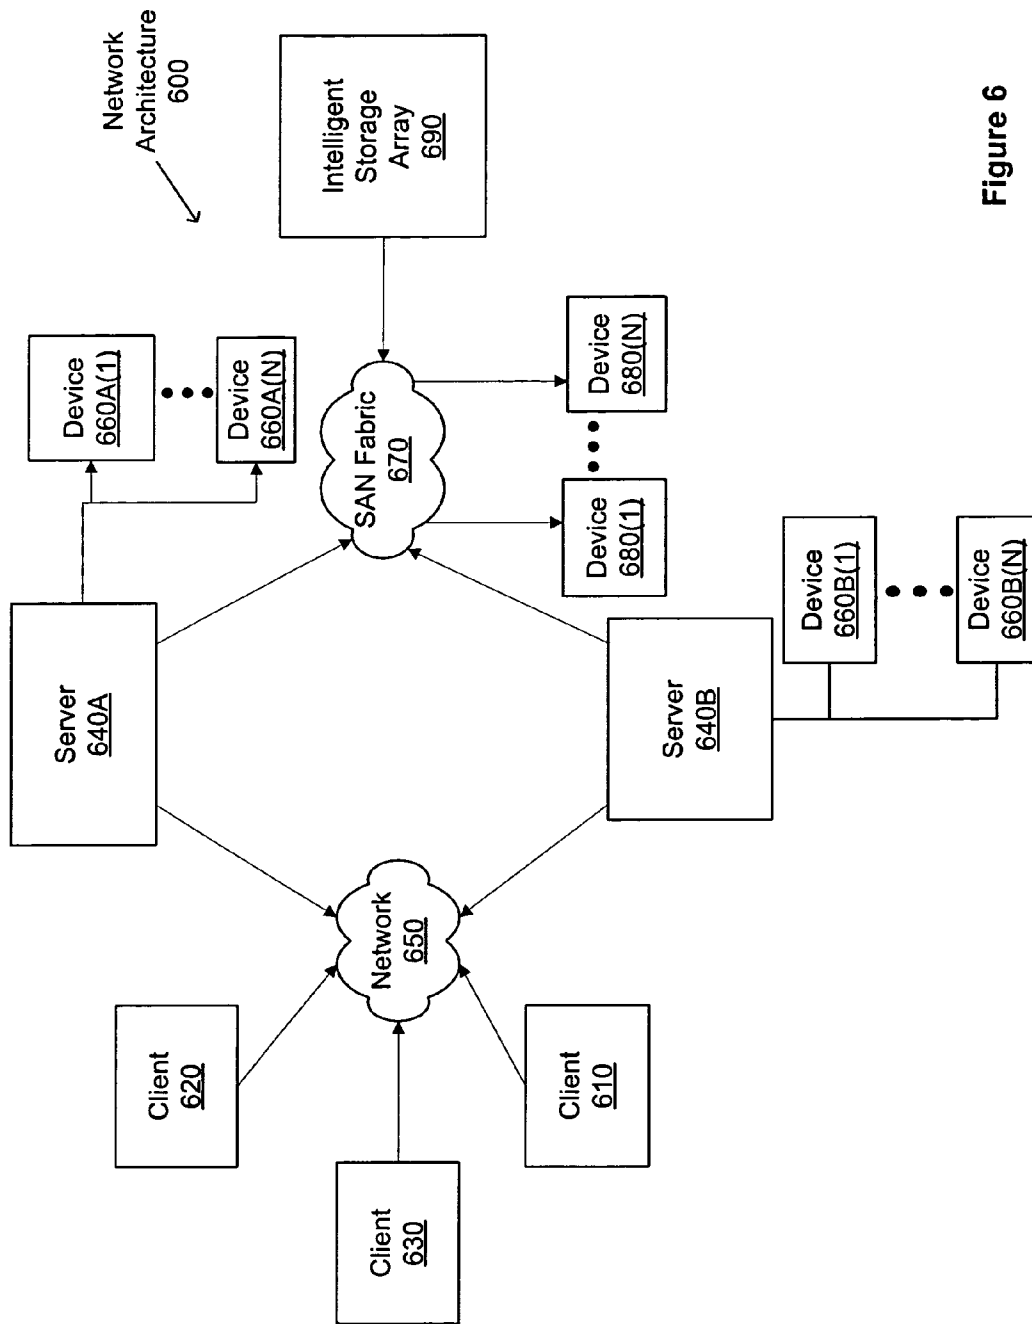 Network
Architecture
600
Intelligent
Storage
Array
690
Device
660A(1)
Device
660A(N)
SAN Fabric
670
Device
680(1)
Device
680(N)
Server
640A
Server
640B
Device
660B(1)
Device
660B(N)
Network
650
Client
620
Client
630
Client
610
Figure 6